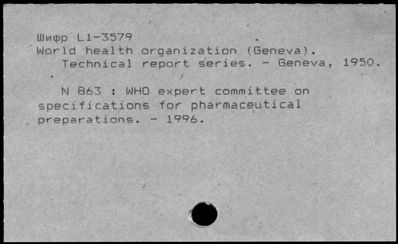 Шифр L1-3579
World health organization (Geneva).
Technical report series. - Geneva, 1950.
N 863 : WHO expert committee on
specifications for pharmaceutical
preparations. - 1996.